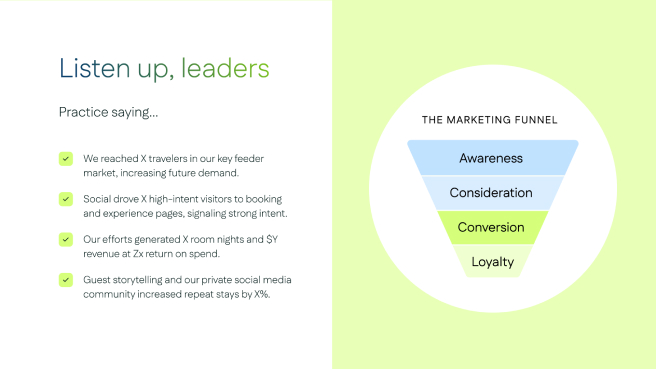 Listen up, leaders
Practice saying...
We reached X travelers in our key feeder
market, increasing future demand.
Social drove X high-intent visitors to booking
and experience pages, signaling strong intent.
Our efforts generated X room nights and $Y
revenue at Zx return on spend.
Guest storytelling and our private social media
community increased repeat stays by X%.
THE MARKETING FUNNEL
Awareness
Consideration
Conversion
Loyalty